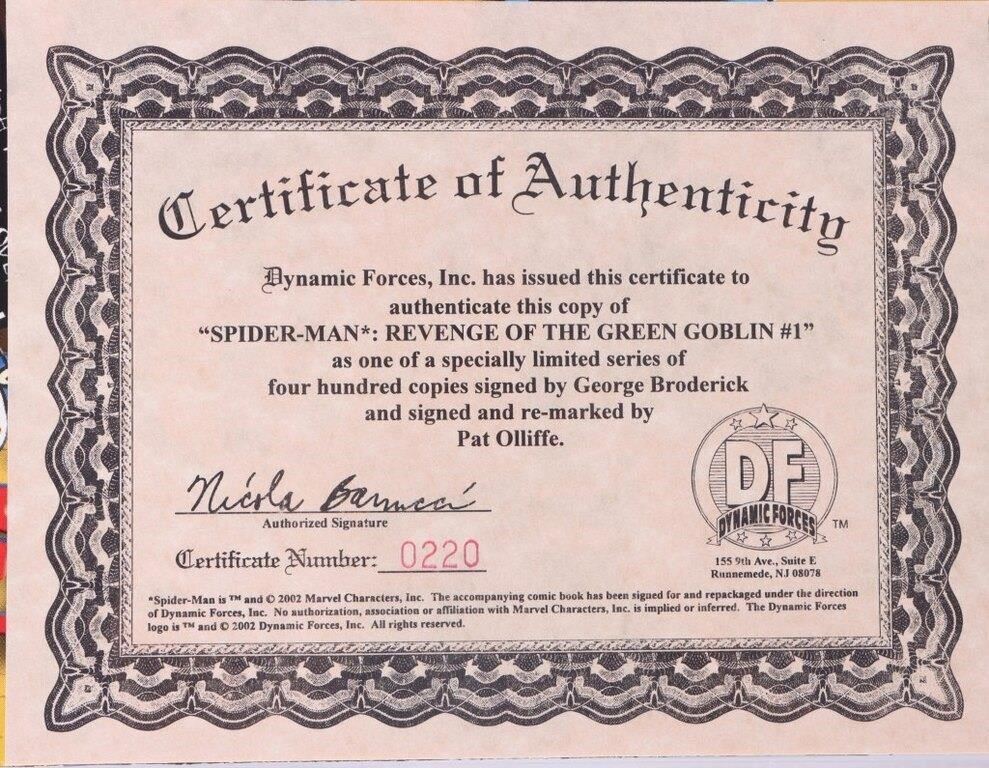 Certificate of Authenticity
Dynamic Forces, Inc. has issued this certificate to
authenticate this copy of
“SPIDER-MAN*: REVENGE OF THE GREEN GOBLIN #1”
as one of a specially limited series of
four hundred copies signed by George Broderick
and signed and re-marked by
Pat Olliffe.
Nicola Barrucci
Authorized Signature
Certificate Number: 0220
DF
DYNAMIC FORCES
TM
155 9th Ave., Suite E
Runnemede, NJ 08078
*Spider-Man is ™ and © 2002 Marvel Characters, Inc. The accompanying comic book has been signed for and repackaged under the direction
of Dynamic Forces, Inc. No authorization, association or affiliation with Marvel Characters, Inc. is implied or inferred. The Dynamic Forces
logo is ™ and © 2002 Dynamic Forces, Inc. All rights reserved.